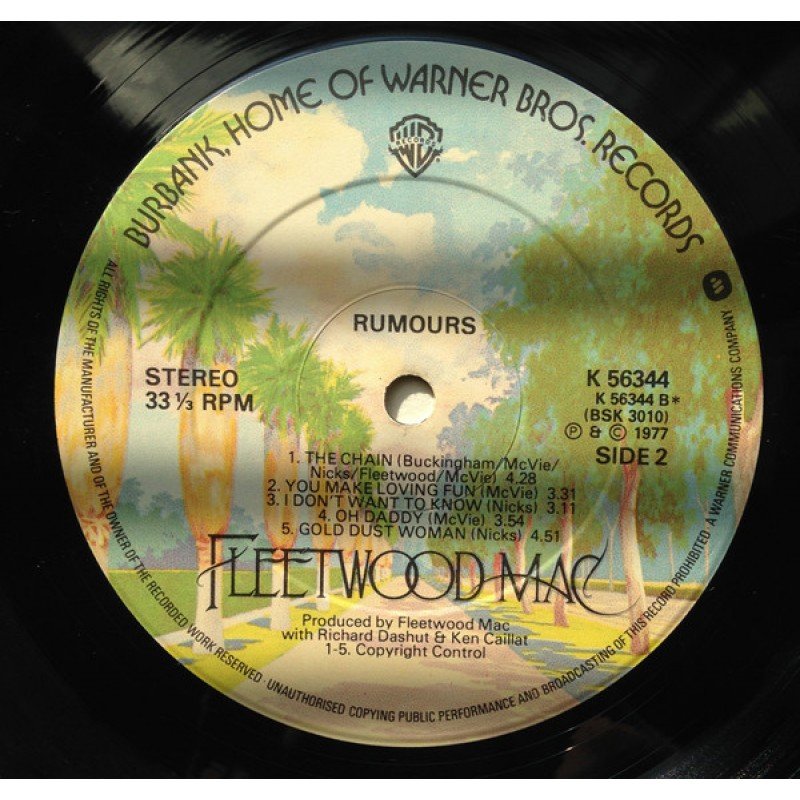 BURBANK, HOME OF WARNER BROS. RECORDS
WB
RECORDS
RUMOURS
STEREO
33 ⅓ RPM
K 56344
K 56344 B*
(BSK 3010)
Ⓟ & © 1977
SIDE 2
1. THE CHAIN (Buckingham/McVie/
Nicks/Fleetwood/McVie) 4.28
2. YOU MAKE LOVING FUN (McVie) 3.31
3. I DON'T WANT TO KNOW (Nicks) 3.11
4. OH DADDY (McVie) 3.54
5. GOLD DUST WOMAN (Nicks) 4.51
FLEETWOOD MAC
Produced by Fleetwood Mac
with Richard Dashut & Ken Caillat
1-5. Copyright Control
ALL RIGHTS OF THE MANUFACTURER AND OF THE OWNER OF THE RECORDED WORK RESERVED · UNAUTHORISED COPYING PUBLIC PERFORMANCE AND BROADCASTING OF THIS RECORD PROHIBITED A WARNER COMMUNICATIONS COMPANY